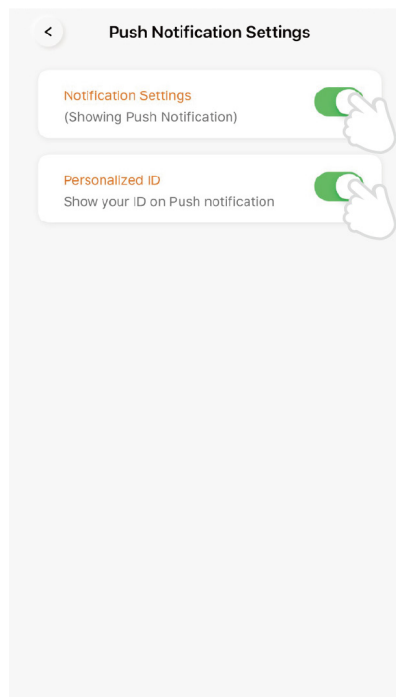 Push Notification Settings
Notification Settings
(Showing Push Notification)
Personalized ID
Show your ID on Push notification